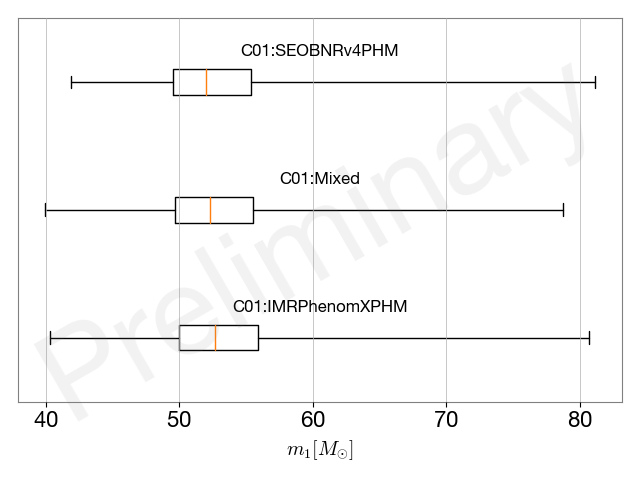 C01:SEOBNRv4PHM
C01:Mixed
C01:IMRPhenomXPHM
Preliminary
40 50 60 70 80
m₁[M☉]